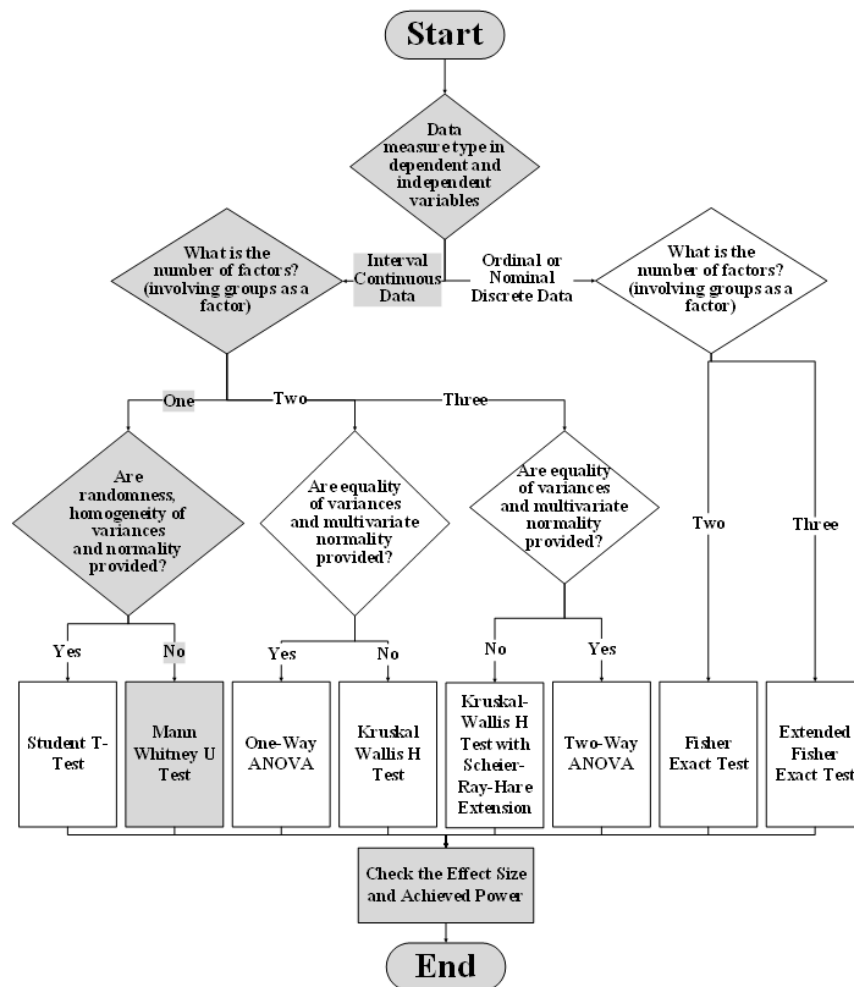 Start
Data
measure type in
dependent and
independent
variables
What is the
number of factors?
(involving groups as a
factor)
Interval
Continuous
Data
Ordinal or
Nominal
Discrete Data
What is the
number of factors?
(involving groups as a
factor)
One
Two
Three
Are
randomness,
homogeneity of
variances
and normality
provided?
Are equality
of variances
and multivariate
normality
provided?
Are equality
of variances
and multivariate
normality
provided?
Two
Three
Yes
No
Yes
No
No
Yes
Student T-
Test
Mann
Whitney U
Test
One-Way
ANOVA
Kruskal
Wallis H
Test
Kruskal-
Wallis H
Test with
Scheier-
Ray-Hare
Extension
Two-Way
ANOVA
Fisher
Exact Test
Extended
Fisher
Exact Test
Check the Effect Size
and Achieved Power
End